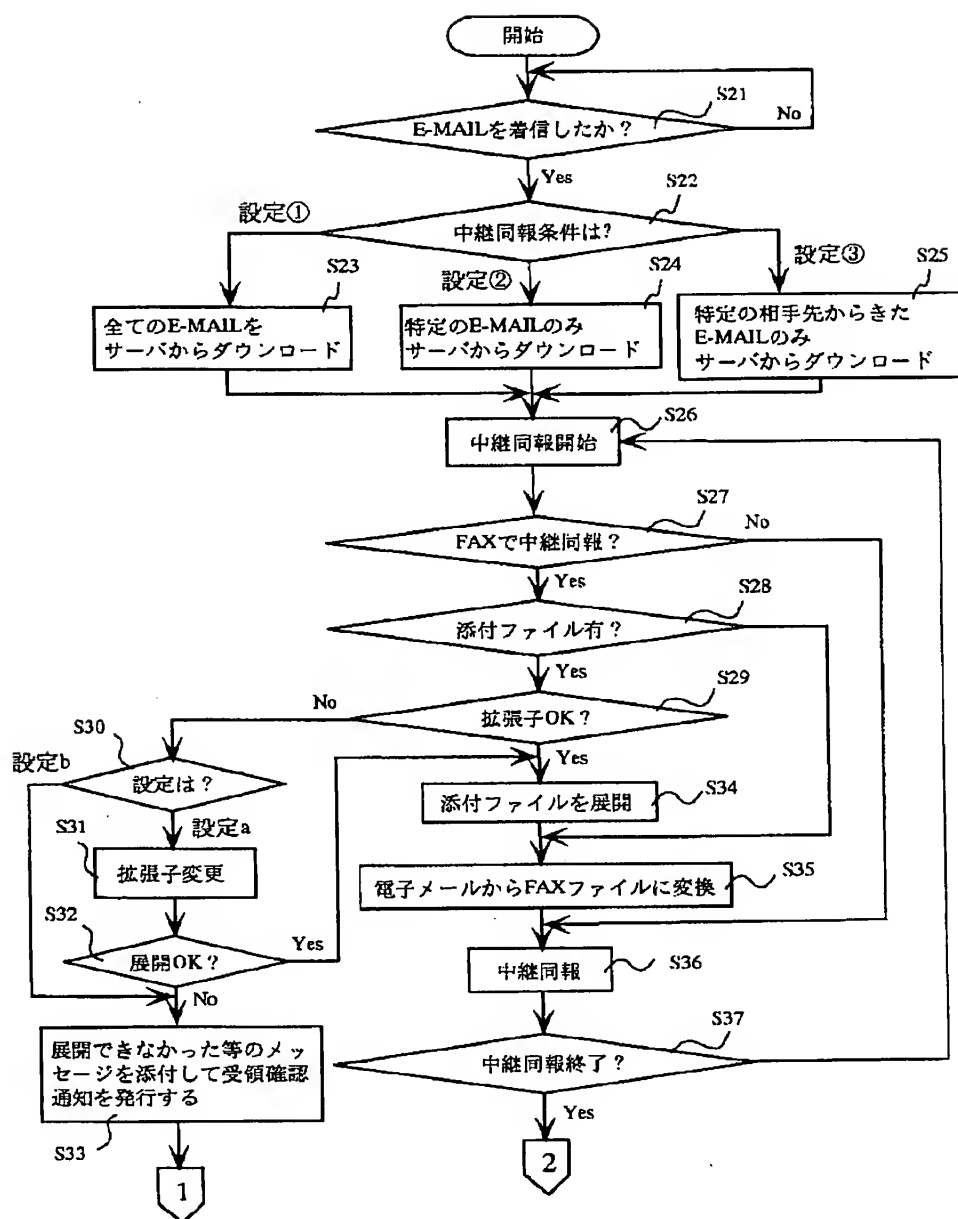 開始
S21
No
E-MAILを着信したか？
Yes
S22
設定①
中継同報条件は?
設定③
S25
S23
設定②
S24
全てのE-MAILを
サーバからダウンロード
特定のE-MAILのみ
サーバからダウンロード
特定の相手先からきた
E-MAILのみ
サーバからダウンロード
S26
中継同報開始
S27
No
FAXで中継同報？
Yes
S28
添付ファイル有？
Yes
S29
No
拡張子OK？
S30
Yes
設定b
設定は？
S34
添付ファイルを展開
S31
設定a
拡張子変更
S35
電子メールからFAXファイルに変換
S32
Yes
展開OK？
S36
中継同報
No
S37
展開できなかった等のメッ
セージを添付して受領確認
通知を発行する
中継同報終了？
Yes
S33
1
2